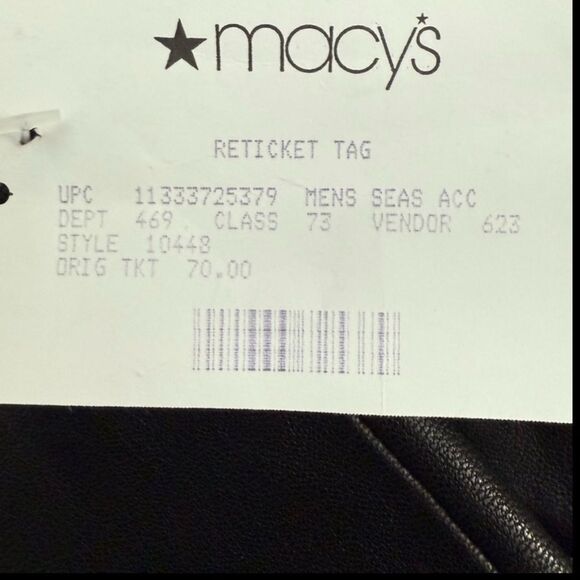 ★macy's
RETICKET TAG
UPC 11333725379 MENS SEAS ACC
DEPT 469 CLASS 73 VENDOR 623
STYLE 10448
ORIG TKT 70.00